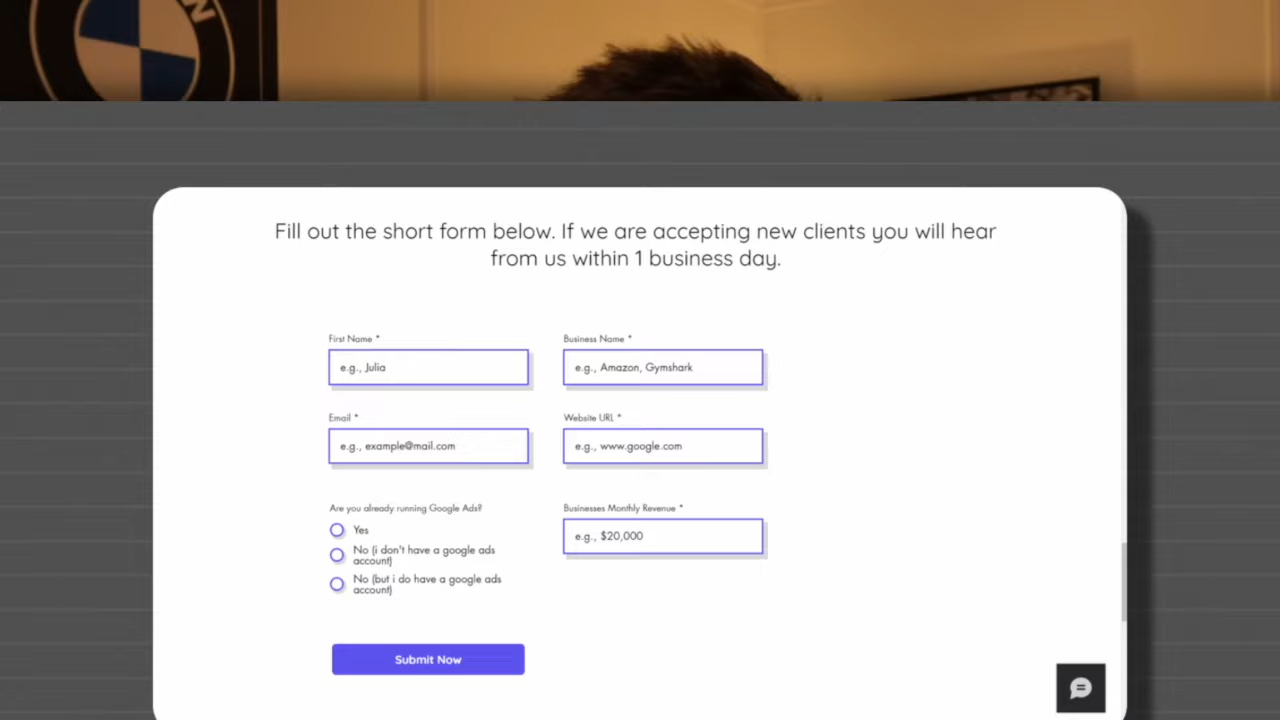 Fill out the short form below. If we are accepting new clients you will hear
from us within 1 business day.
First Name *
e.g., Julia
Business Name *
e.g., Amazon, Gymshark
Email *
e.g., example@mail.com
Website URL *
e.g., www.google.com
Are you already running Google Ads?
Yes
No (i don't have a google ads
account)
No (but i do have a google ads
account)
Businesses Monthly Revenue *
e.g., $20,000
Submit Now